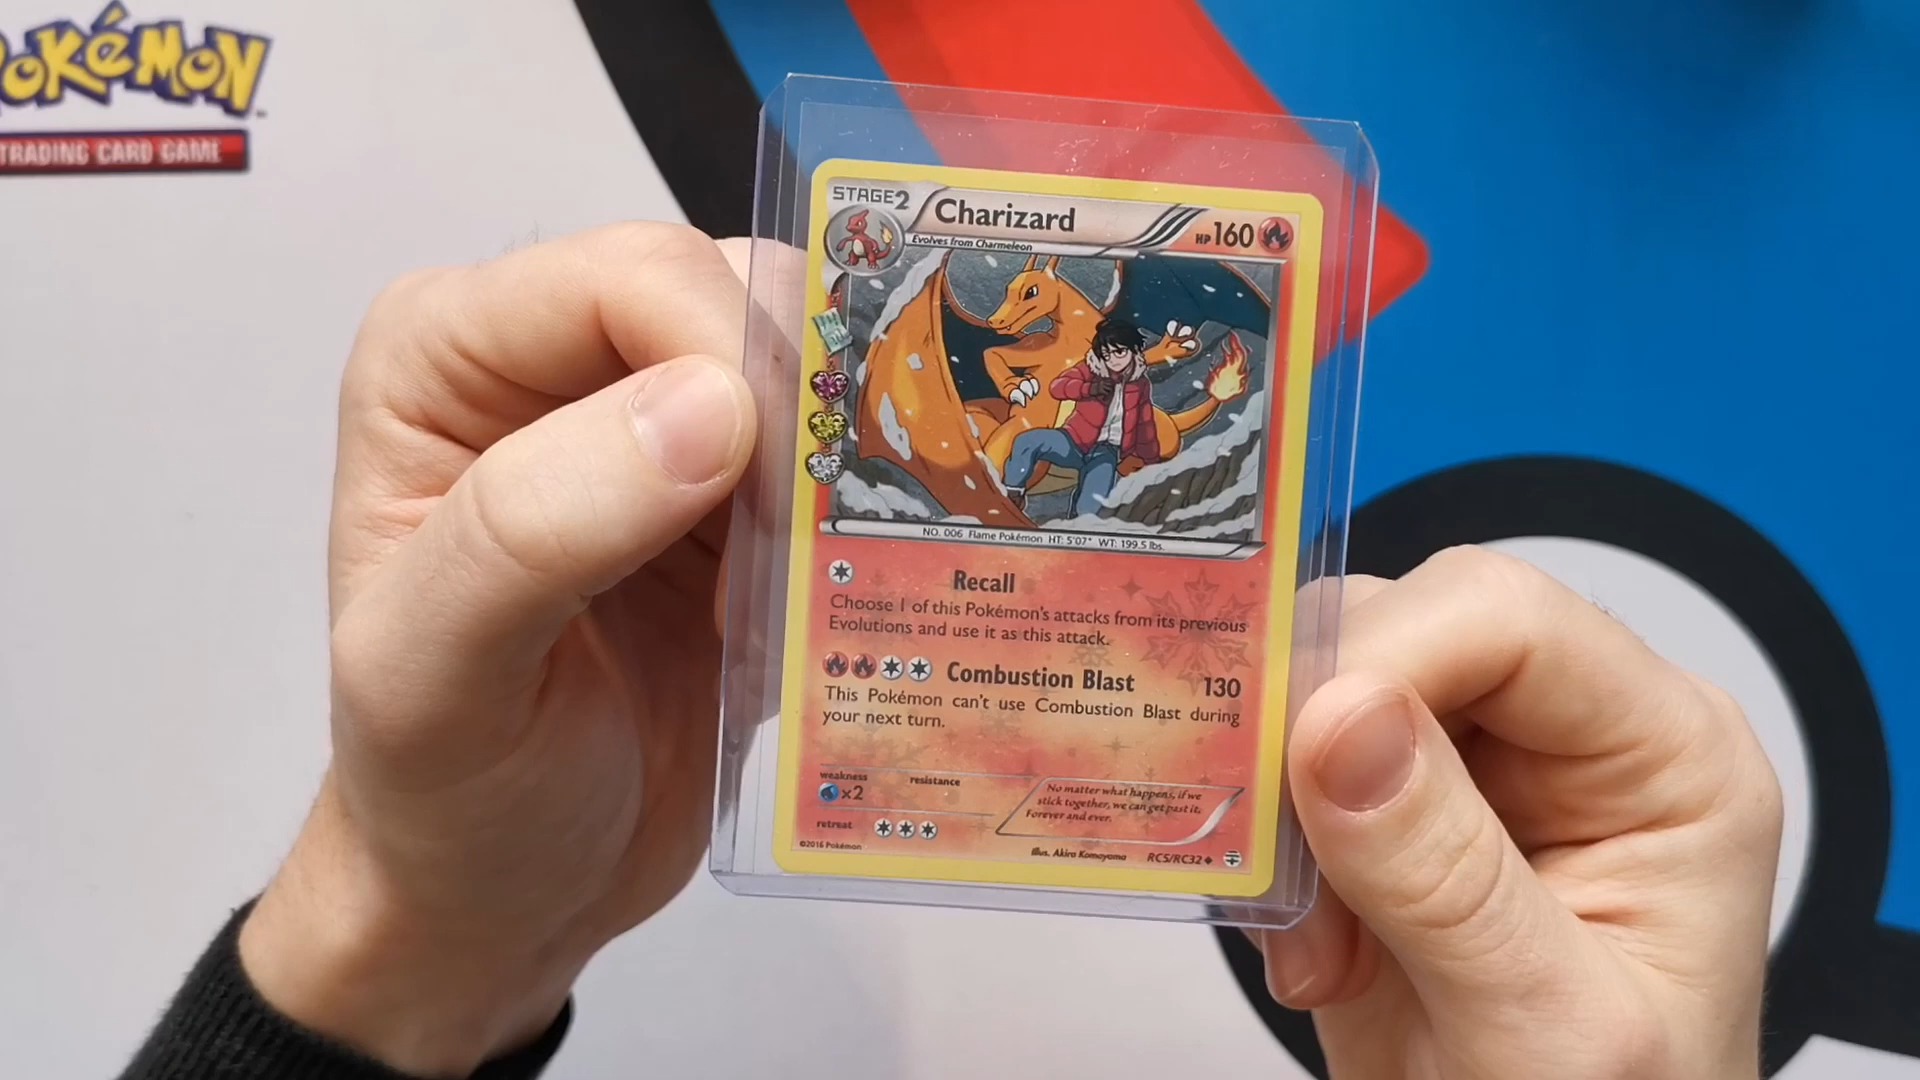 POKéMON
TRADING CARD GAME
STAGE2
Charizard
HP160
Evolves from Charmeleon
NO. 006 Flame Pokémon HT: 5'07" WT: 199.5 lbs.
Recall
Choose 1 of this Pokémon's attacks from its previous
Evolutions and use it as this attack.
Combustion Blast 130
This Pokémon can't use Combustion Blast during
your next turn.
weakness
x2
resistance
retreat
No matter what happens, if we
stick together, we can get past it,
Forever and ever.
©2016 Pokémon
Illus. Akira Komayama
RC5/RC32